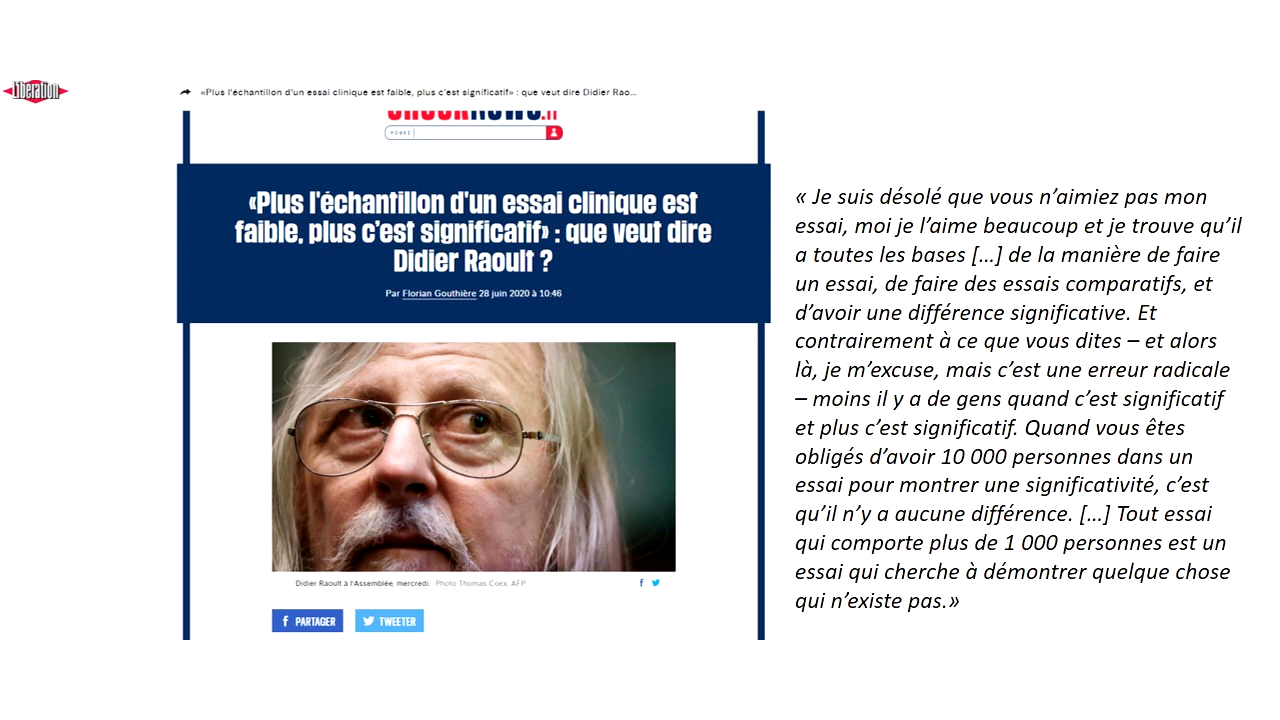 Libération
«Plus l'échantillon d'un essai clinique est faible, plus c'est significatif» : que veut dire Didier Rao...
POSEZ
«Plus l'échantillon d'un essai clinique est
faible, plus c'est significatif» : que veut dire
Didier Raoult ?
Par Florian Gouthière 28 juin 2020 à 10:46
Didier Raoult à l'Assemblée, mercredi. Photo Thomas Coex. AFP
PARTAGER
TWEETER
« Je suis désolé que vous n'aimiez pas mon
essai, moi je l'aime beaucoup et je trouve qu'il
a toutes les bases […] de la manière de faire
un essai, de faire des essais comparatifs, et
d'avoir une différence significative. Et
contrairement à ce que vous dites – et alors
là, je m'excuse, mais c'est une erreur radicale
– moins il y a de gens quand c'est significatif
et plus c'est significatif. Quand vous êtes
obligés d'avoir 10 000 personnes dans un
essai pour montrer une significativité, c'est
qu'il n'y a aucune différence. […] Tout essai
qui comporte plus de 1 000 personnes est un
essai qui cherche à démontrer quelque chose
qui n'existe pas.»